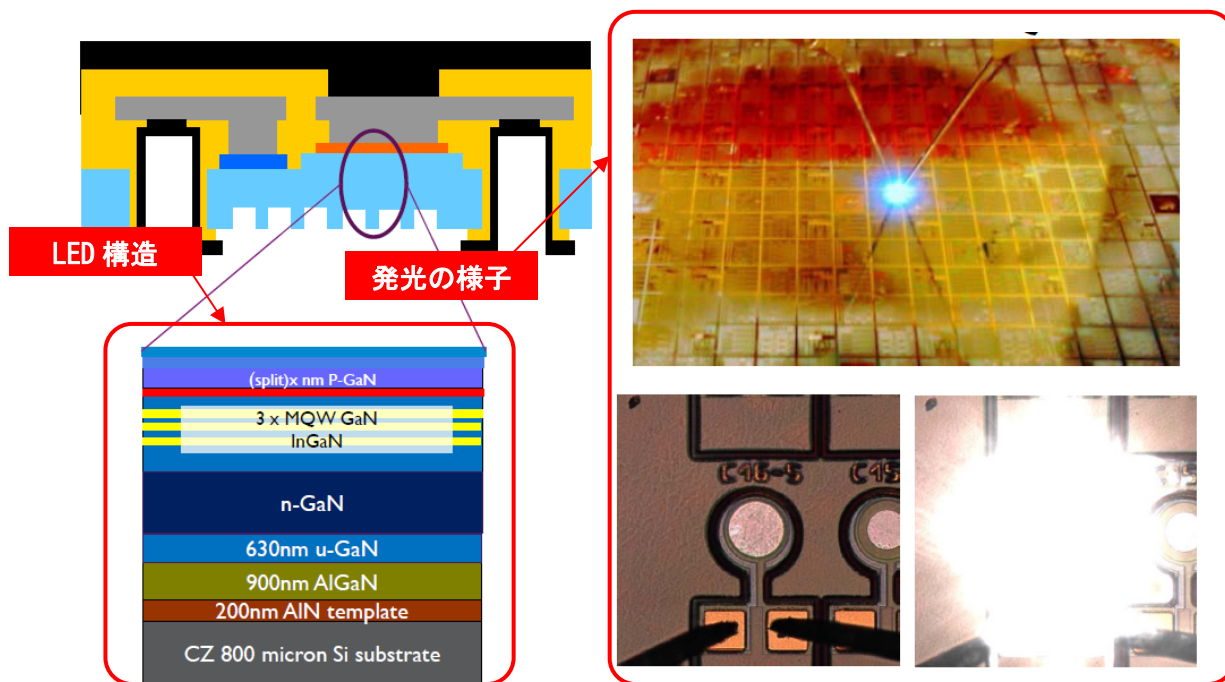 LED 構造
発光の様子
(split)x nm P-GaN
3 x MQW GaN
InGaN
n-GaN
630nm u-GaN
900nm AlGaN
200nm AlN template
CZ 800 micron Si substrate
C16-5
C15